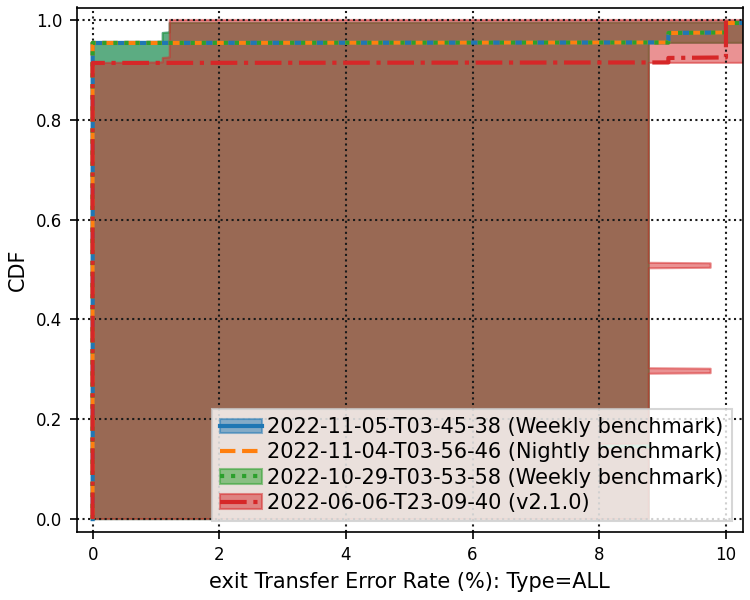 1.0
0.8
0.6
0.4
0.2
0.0
CDF
2022-11-05-T03-45-38 (Weekly benchmark)
2022-11-04-T03-56-46 (Nightly benchmark)
2022-10-29-T03-53-58 (Weekly benchmark)
2022-06-06-T23-09-40 (v2.1.0)
0 2 4 6 8 10
exit Transfer Error Rate (%): Type=ALL